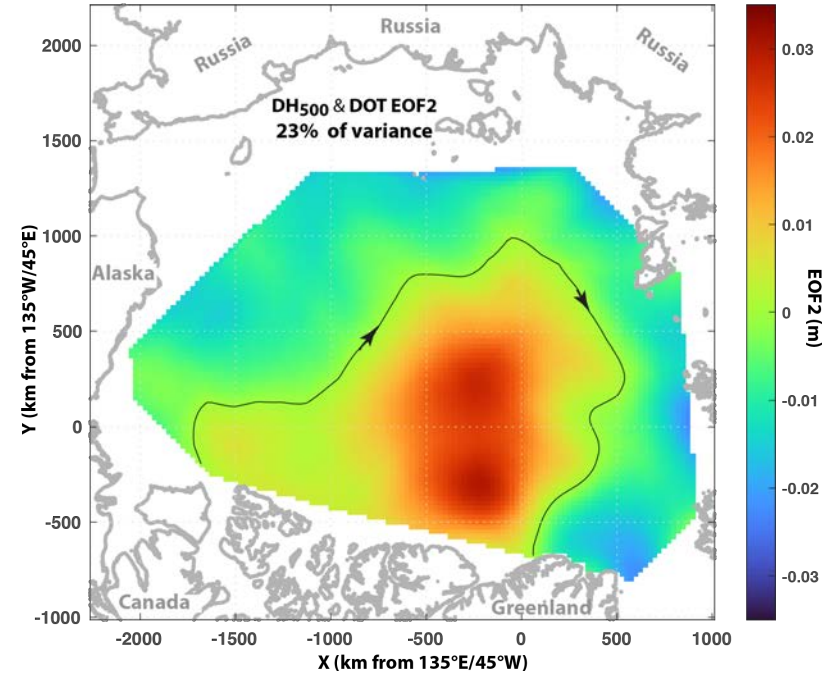 Russia
Russia
Russia
DH500 & DOT EOF2
23% of variance
Alaska
Canada
Greenland
2000
1500
1000
500
0
-500
-1000
Y (km from 135°W/45°E)
-2000 -1500 -1000 -500 0 500 1000
X (km from 135°E/45°W)
0.03
0.02
0.01
0
-0.01
-0.02
-0.03
EOF2 (m)